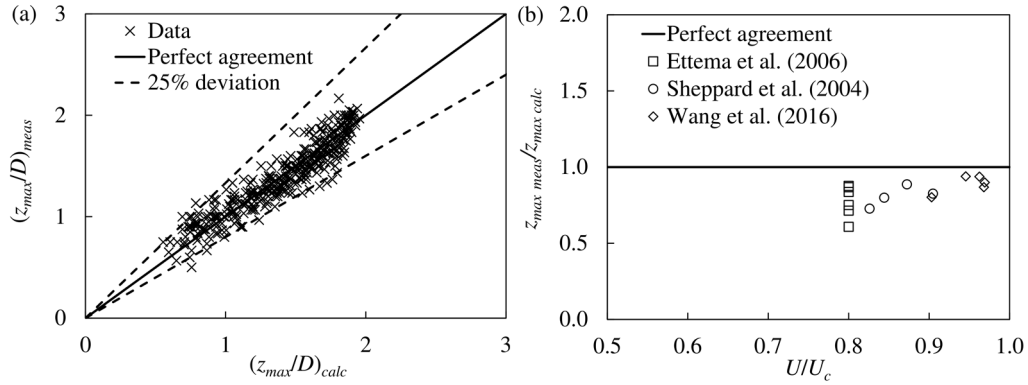 (a)
3
2
1
0
0
1
2
3
(z_max/D)_meas
(z_max/D)_calc
Data
Perfect agreement
25% deviation
(b)
2.0
1.5
1.0
0.5
0.0
0.5
0.6
0.7
0.8
0.9
1.0
z_max meas/z_max calc
U/U_c
Perfect agreement
Ettema et al. (2006)
Sheppard et al. (2004)
Wang et al. (2016)